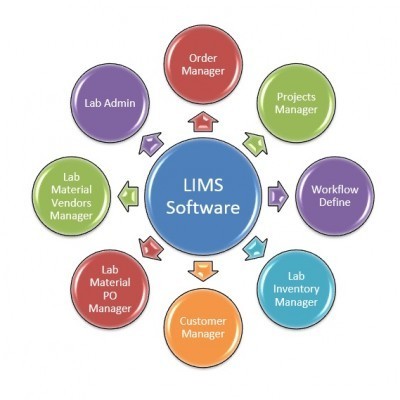 Order
Manager
Projects
Manager
Workflow
Define
Lab
Inventory
Manager
Customer
Manager
Lab
Material
PO
Manager
Lab
Material
Vendors
Manager
Lab Admin
LIMS
Software